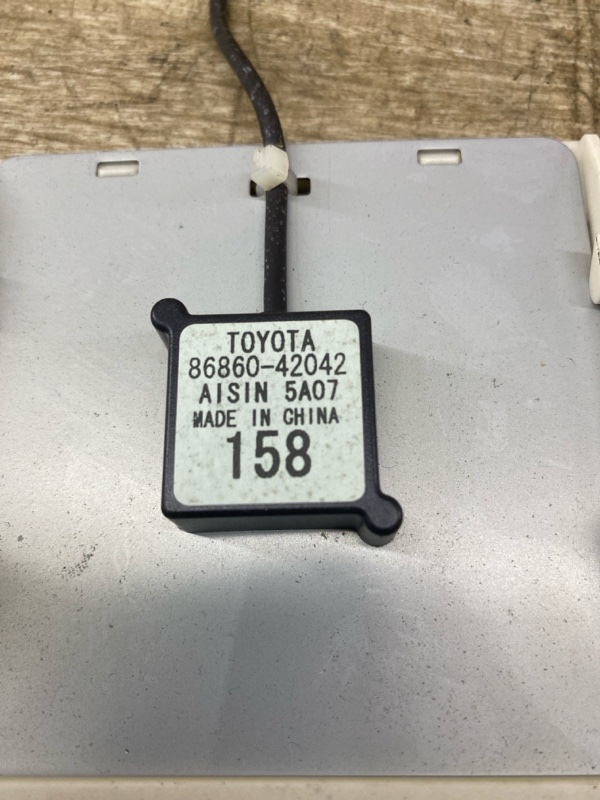 TOYOTA
86860-42042
AISIN 5A07
MADE IN CHINA
158